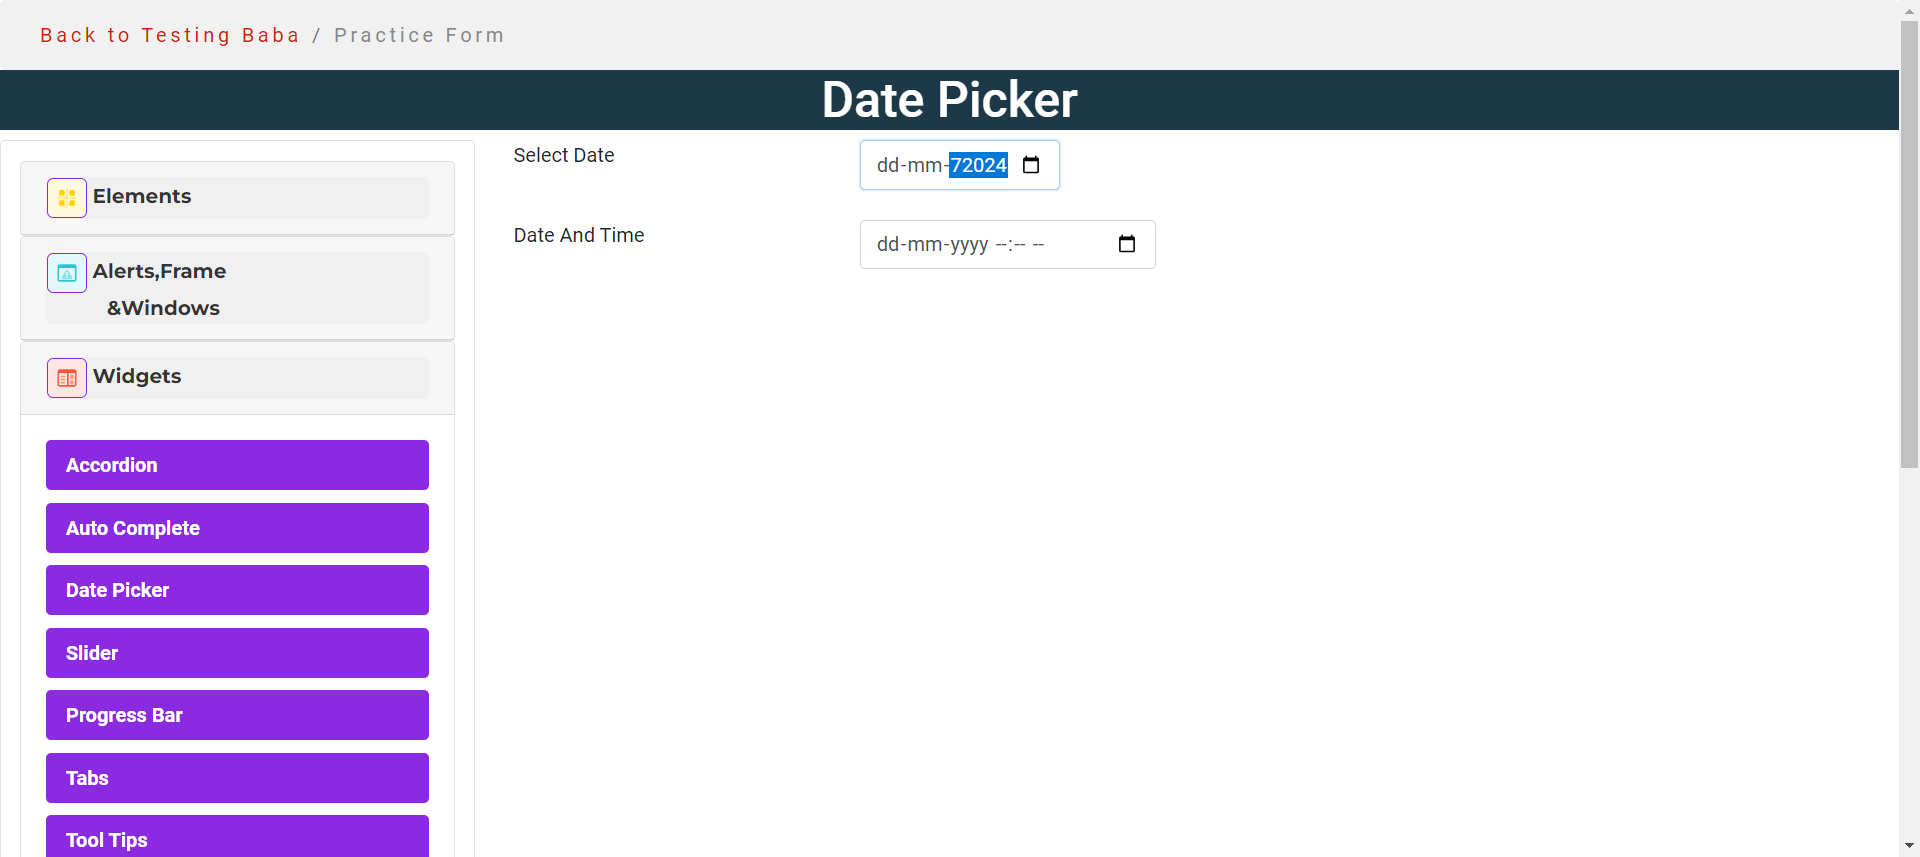 Back to Testing Baba / Practice Form
Date Picker
Elements
Alerts,Frame
&Windows
Widgets
Accordion
Auto Complete
Date Picker
Slider
Progress Bar
Tabs
Tool Tips
Select Date
dd-mm-72024
Date And Time
dd-mm-yyyy --:-- --